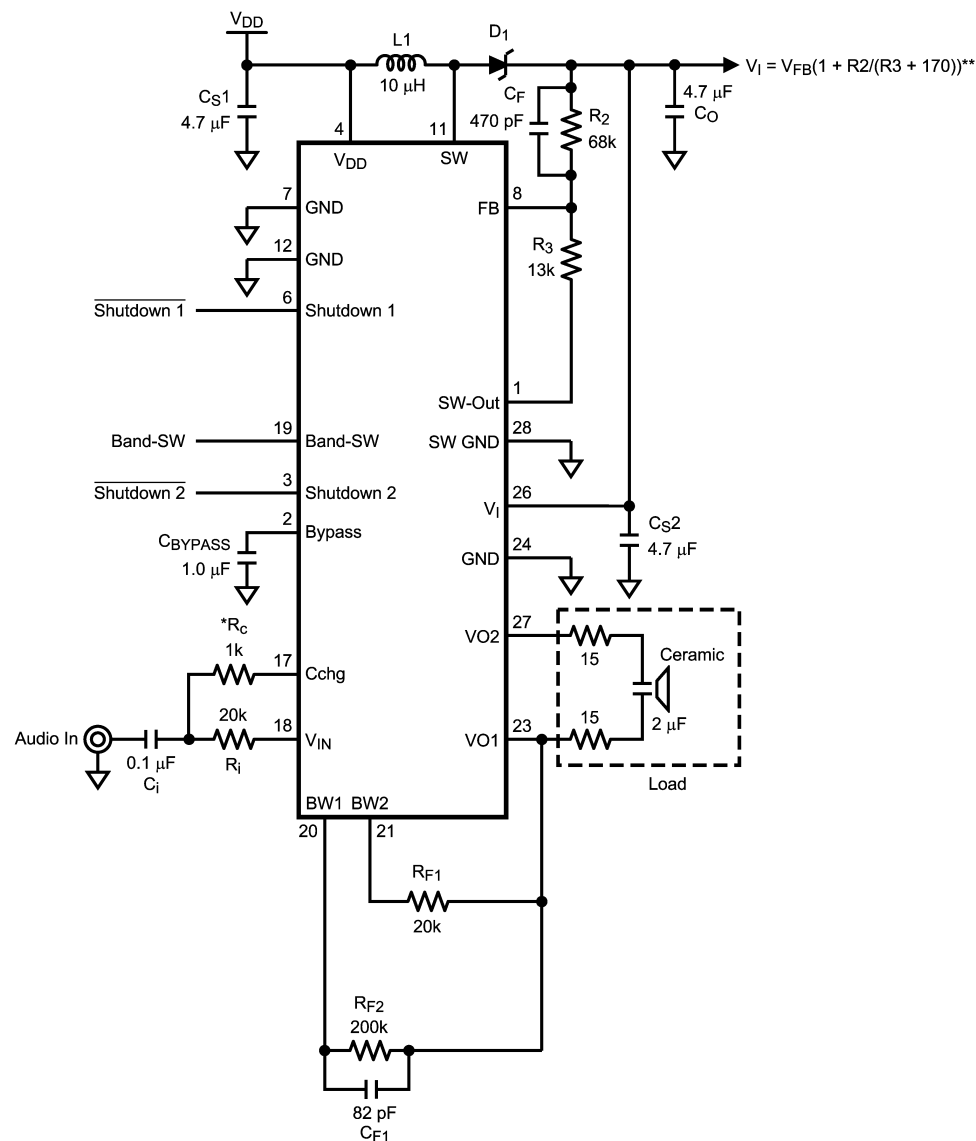 VDD
L1
10 μH
D1
VI = VFB(1 + R2/(R3 + 170))**
CS1
4.7 μF
CF
470 pF
R2
68k
4.7 μF
CO
4
11
VDD
SW
7
GND
8
FB
12
GND
R3
13k
6
Shutdown 1
Shutdown 1
1
SW-Out
Band-SW
19
Band-SW
28
SW GND
Shutdown 2
3
Shutdown 2
26
VI
CS2
4.7 μF
2
Bypass
CBYPASS
1.0 μF
24
GND
27
VO2
15
Ceramic
2 μF
*Rc
1k
17
Cchg
Audio In
0.1 μF
Ci
20k
Ri
18
VIN
23
VO1
15
Load
BW1
BW2
20
21
RF1
20k
RF2
200k
82 pF
CF1